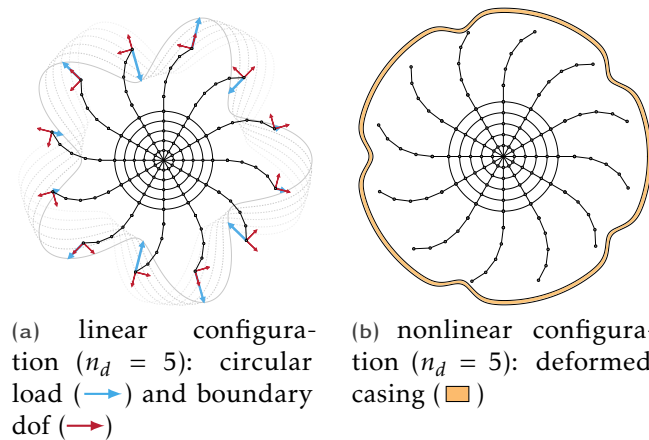 (a) linear configura-
tion (n_d = 5): circular
load (→) and boundary
dof (→)
(b) nonlinear configura-
tion (n_d = 5): deformed
casing ( )